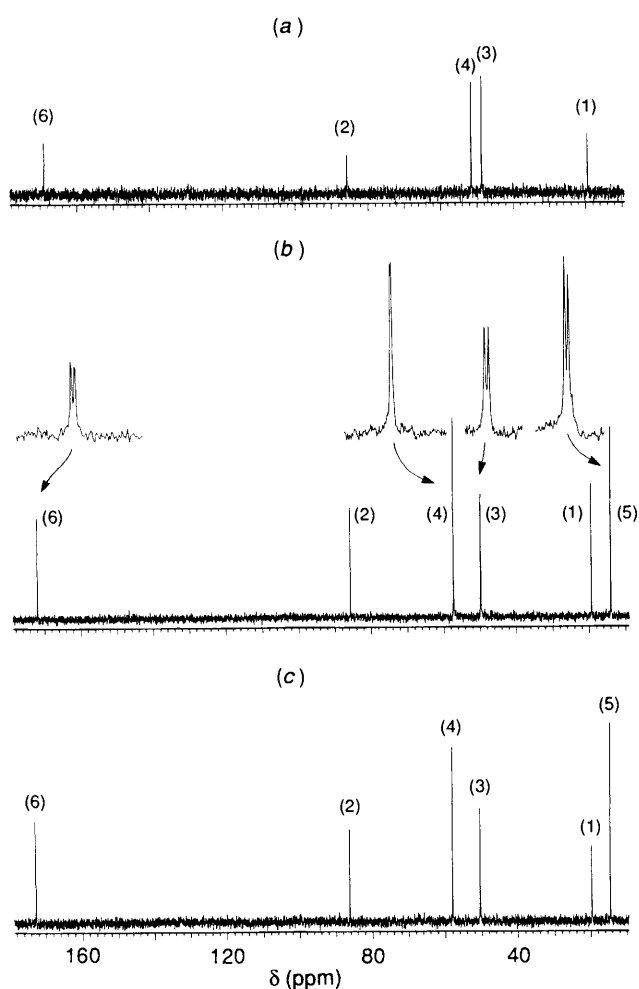 (a)
(6) (2) (4) (3) (1)
(b)
(6) (2) (4) (3) (1) (5)
(c)
(6) (2) (4) (3) (1) (5)
160 120 80 40
δ (ppm)